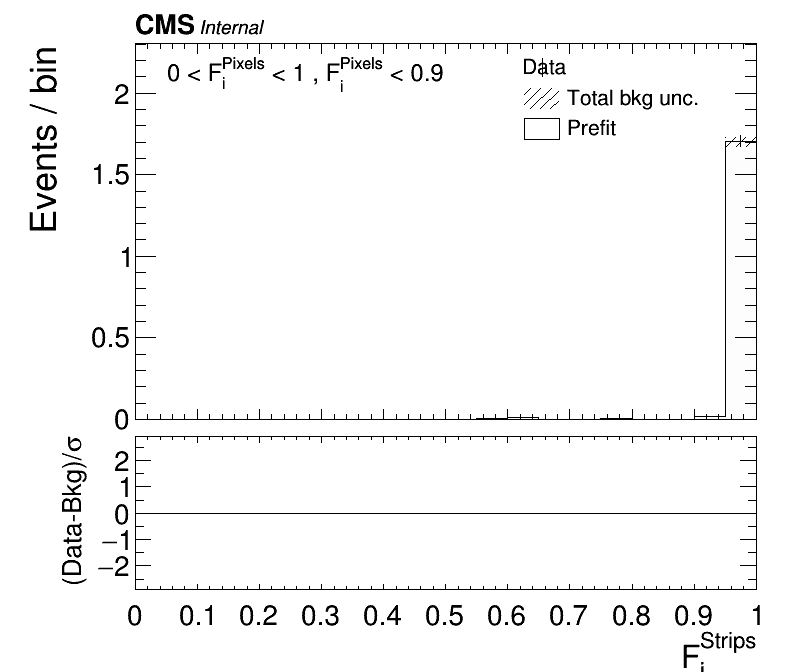 CMS Internal
0 < F_i^Pixels < 1 , F_i^Pixels < 0.9
Data
Total bkg unc.
Prefit
Events / bin
2
1.5
1
0.5
0
(Data-Bkg)/σ
2
1
0
−1
−2
0 0.1 0.2 0.3 0.4 0.5 0.6 0.7 0.8 0.9 1
F_i^Strips